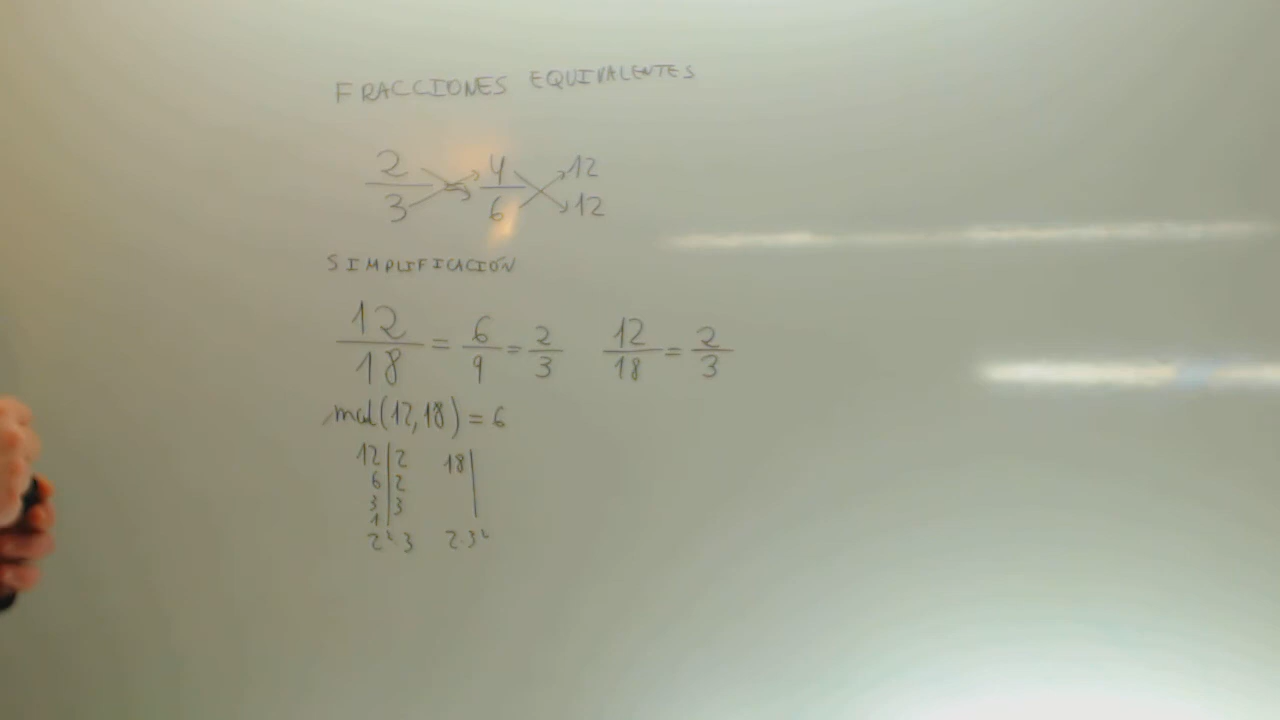 FRACCIONES EQUIVALENTES
2/3 = 4/6 12
12
SIMPLIFICACIÓN
12/18 = 6/9 = 2/3 12/18 = 2/3
mcd(12,18) = 6
12|2 18|
6|2
3|3
1|
2²·3 2·3²